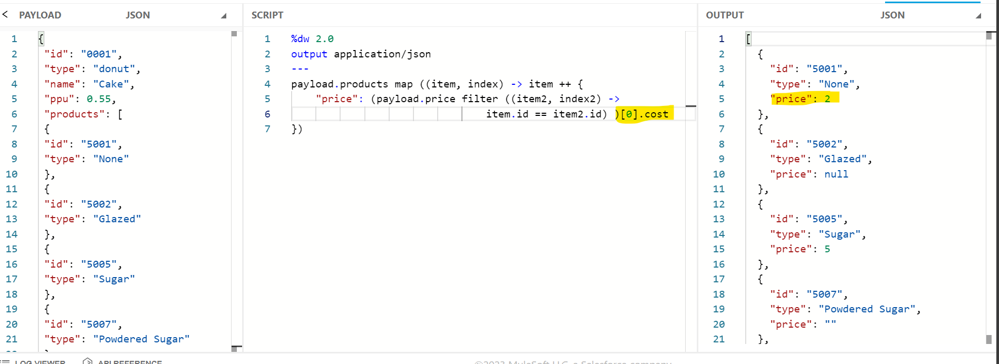 < PAYLOAD JSON
1 {
2 "id": "0001",
3 "type": "donut",
4 "name": "Cake",
5 "ppu": 0.55,
6 "products": [
7 {
8 "id": "5001",
9 "type": "None"
10 },
11 {
12 "id": "5002",
13 "type": "Glazed"
14 },
15 {
16 "id": "5005",
17 "type": "Sugar"
18 },
19 {
20 "id": "5007",
21 "type": "Powdered Sugar"
SCRIPT
1 %dw 2.0
2 output application/json
3 ---
4 payload.products map ((item, index) -> item ++ {
5 "price": (payload.price filter ((item2, index2) ->
6 item.id == item2.id) )[0].cost
7 })
OUTPUT JSON
1 [
2 {
3 "id": "5001",
4 "type": "None",
5 "price": 2
6 },
7 {
8 "id": "5002",
9 "type": "Glazed",
10 "price": null
11 },
12 {
13 "id": "5005",
14 "type": "Sugar",
15 "price": 5
16 },
17 {
18 "id": "5007",
19 "type": "Powdered Sugar",
20 "price": ""
21 },
LOG VIEWER API REFERENCE
©2023 MuleSoft LLC, a Salesforce company